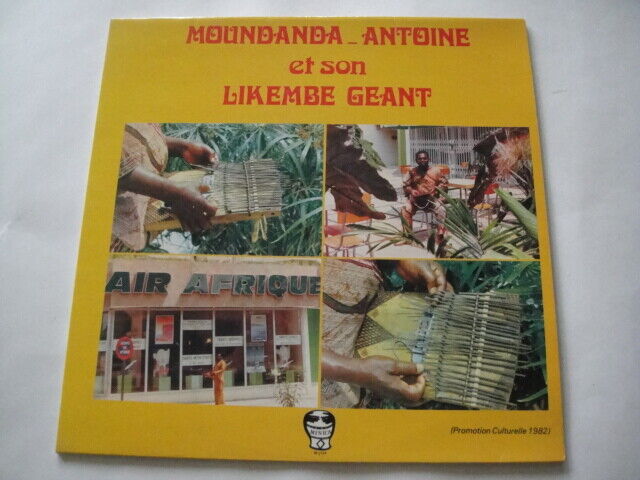 MOUNDANDA _ ANTOINE
et son
LIKEMBE GEANT
AIR AFRIQUE
(Promotion Culturelle 1982)